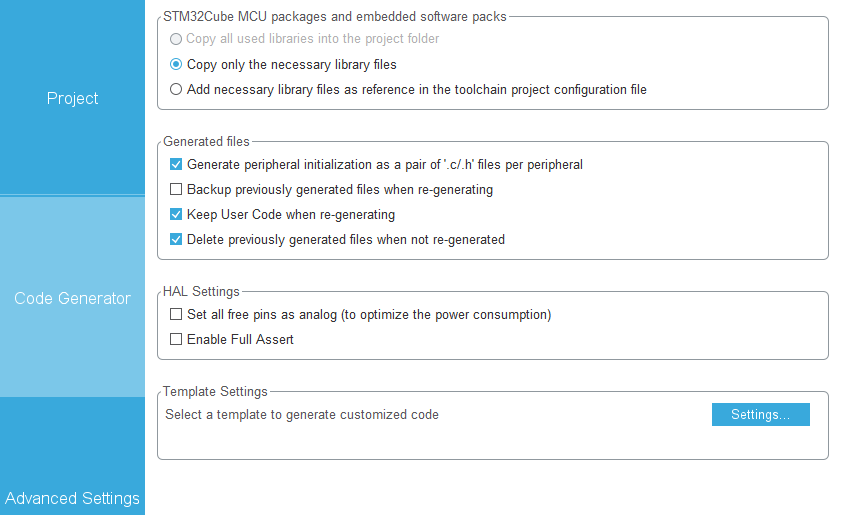 STM32Cube MCU packages and embedded software packs
Copy all used libraries into the project folder
Copy only the necessary library files
Add necessary library files as reference in the toolchain project configuration file
Project
Generated files
Generate peripheral initialization as a pair of '.c/.h' files per peripheral
Backup previously generated files when re-generating
Keep User Code when re-generating
Delete previously generated files when not re-generated
Code Generator
HAL Settings
Set all free pins as analog (to optimize the power consumption)
Enable Full Assert
Template Settings
Select a template to generate customized code
Settings...
Advanced Settings